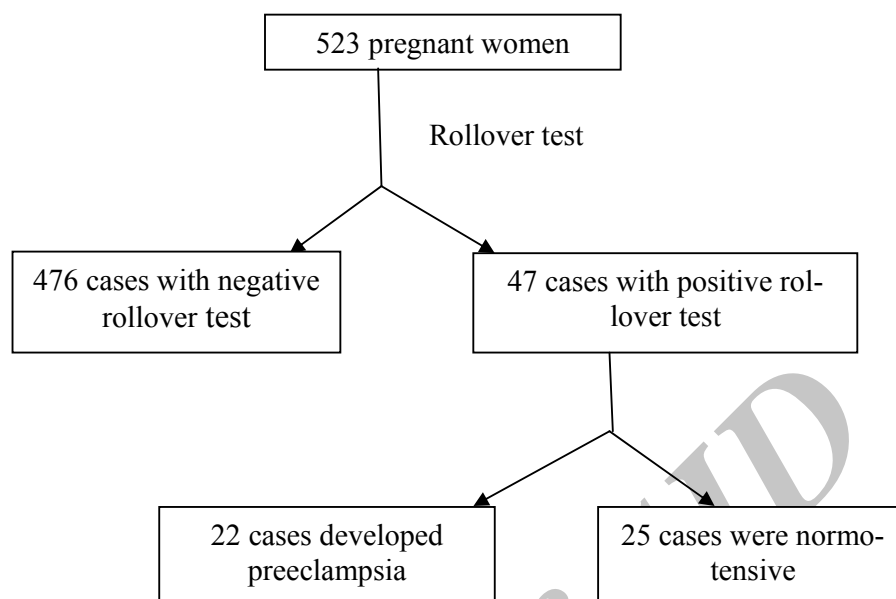 523 pregnant women
Rollover test
476 cases with negative
rollover test
47 cases with positive rol-
lover test
22 cases developed
preeclampsia
25 cases were normo-
tensive